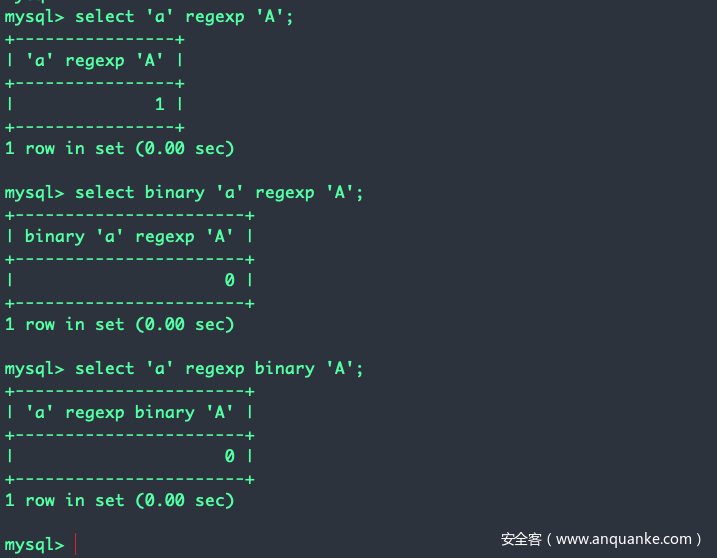 mysql> select 'a' regexp 'A';
+----------------+
| 'a' regexp 'A' |
+----------------+
|              1 |
+----------------+
1 row in set (0.00 sec)
mysql> select binary 'a' regexp 'A';
+-----------------------+
| binary 'a' regexp 'A' |
+-----------------------+
|                     0 |
+-----------------------+
1 row in set (0.00 sec)
mysql> select 'a' regexp binary 'A';
+-----------------------+
| 'a' regexp binary 'A' |
+-----------------------+
|                     0 |
+-----------------------+
1 row in set (0.00 sec)
mysql>
安全客（www.anquanke.com）